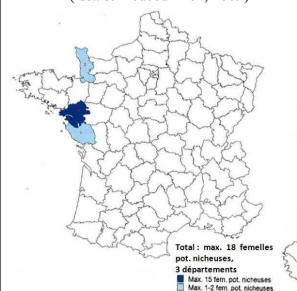 Total : max. 18 femelles
pot. nicheuses,
3 départements
Max. 15 fem. pot. nicheuses
Max. 1-2 fem. pot. nicheuses